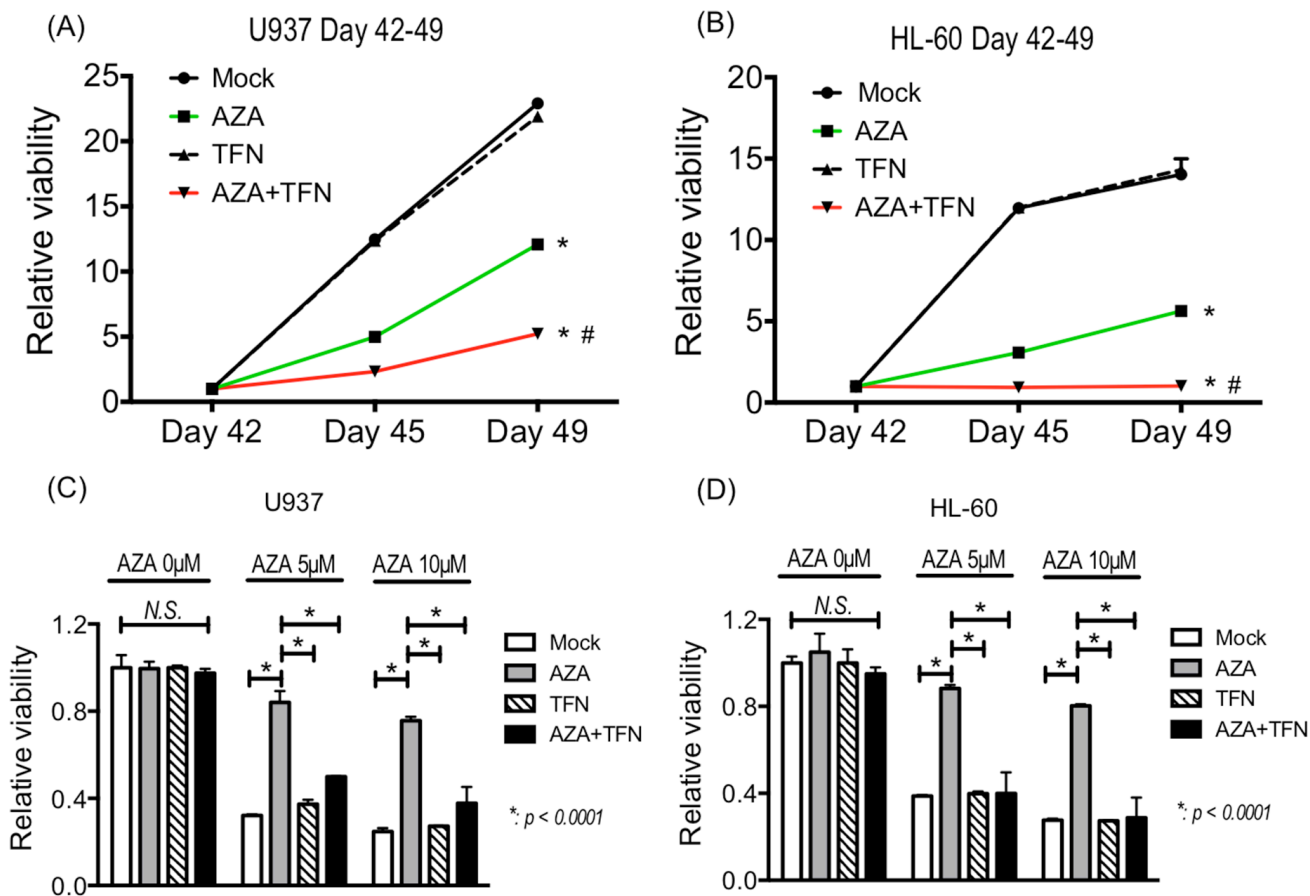 (A)
U937 Day 42-49
Relative viability
25
20
15
10
5
0
Mock
AZA
TFN
AZA+TFN
*
* #
Day 42 Day 45 Day 49
(B)
HL-60 Day 42-49
Relative viability
20
15
10
5
0
Mock
AZA
TFN
AZA+TFN
*
* #
Day 42 Day 45 Day 49
(C)
U937
AZA 0μM AZA 5μM AZA 10μM
Relative viability
1.2
0.8
0.4
0.0
N.S.
* * *
* * *
Mock
AZA
TFN
AZA+TFN
*: p < 0.0001
(D)
HL-60
AZA 0μM AZA 5μM AZA 10μM
Relative viability
1.2
0.8
0.4
0.0
N.S.
* * *
* * *
Mock
AZA
TFN
AZA+TFN
*: p < 0.0001